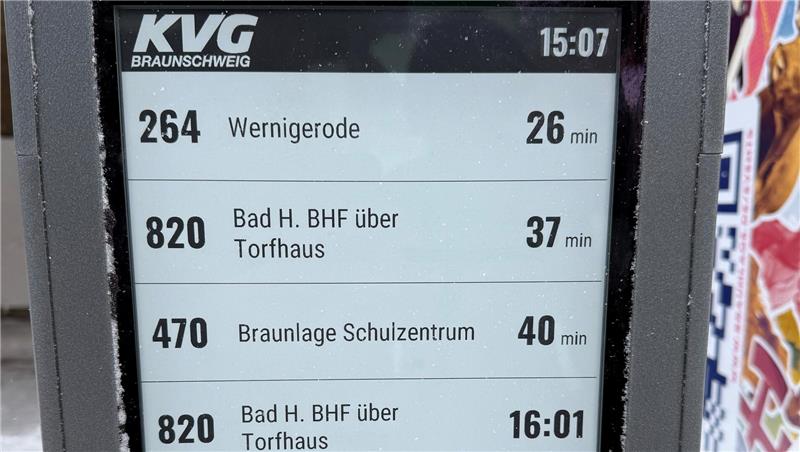 KVG
BRAUNSCHWEIG
15:07
264 Wernigerode 26 min
820 Bad H. BHF über
Torfhaus 37 min
470 Braunlage Schulzentrum 40 min
820 Bad H. BHF über
Torfhaus 16:01